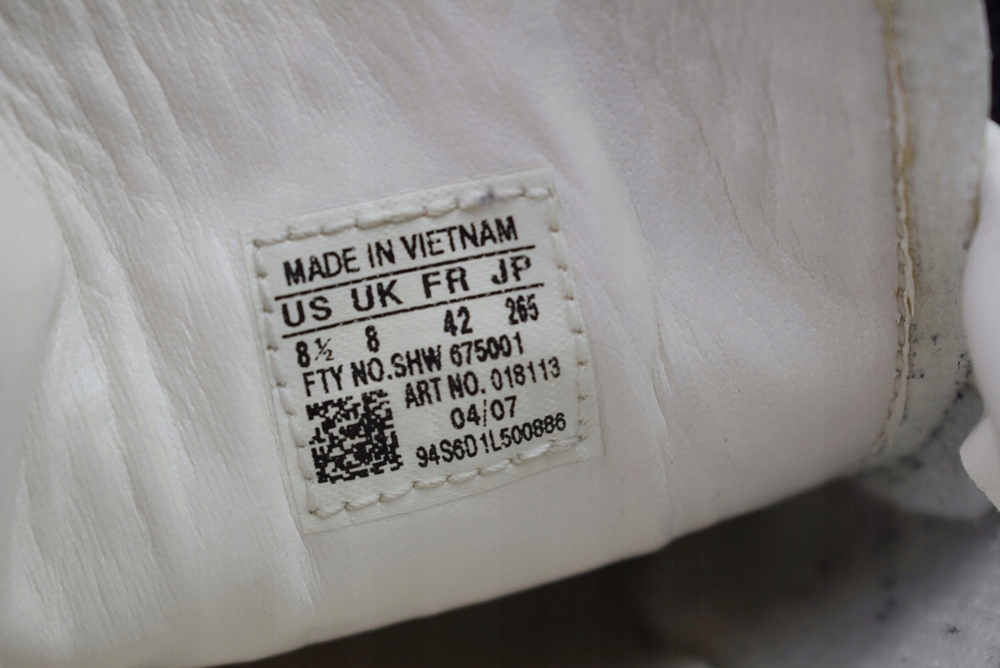 MADE IN VIETNAM
US UK FR JP
8½ 8 42 265
FTY NO.SHW 675001
ART NO. 018113
04/07
94S6D1L500886